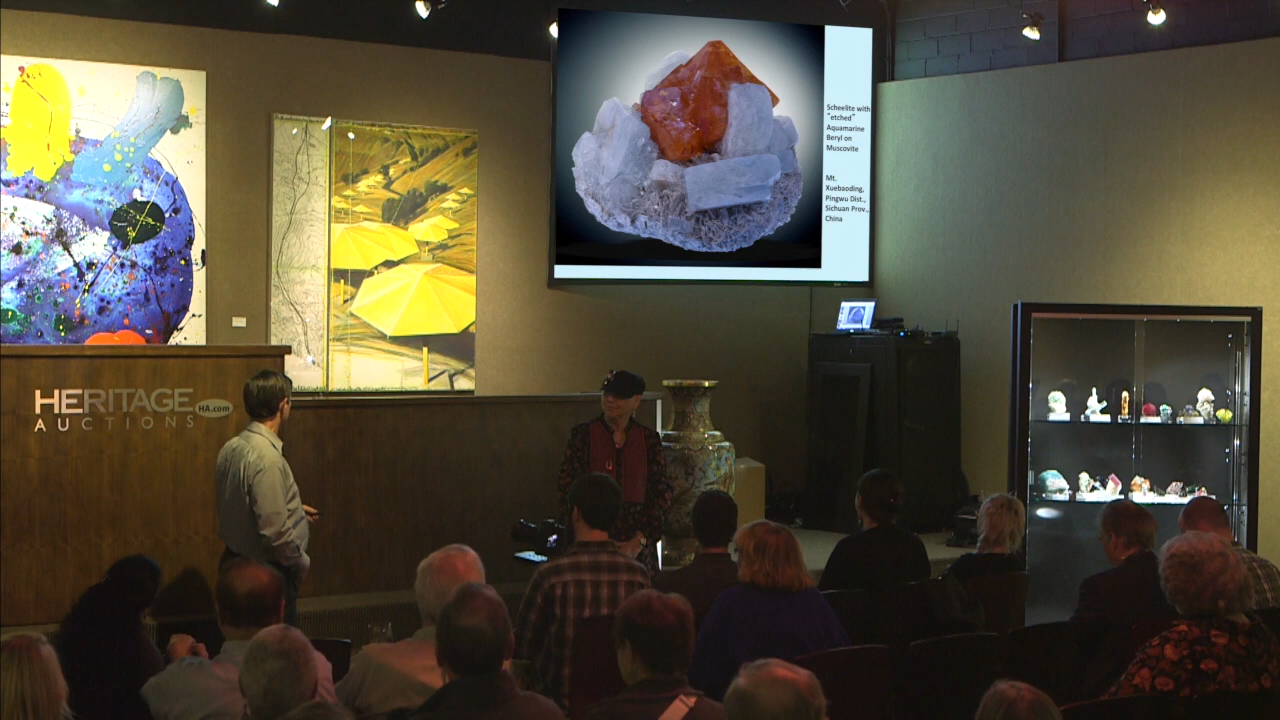 Scheelite with
"etched"
Aquamarine
Beryl on
Muscovite
Mt.
Xuebaoding,
Pingwu Dist.,
Sichuan Prov.,
China
HERITAGE
HA.com
AUCTIONS